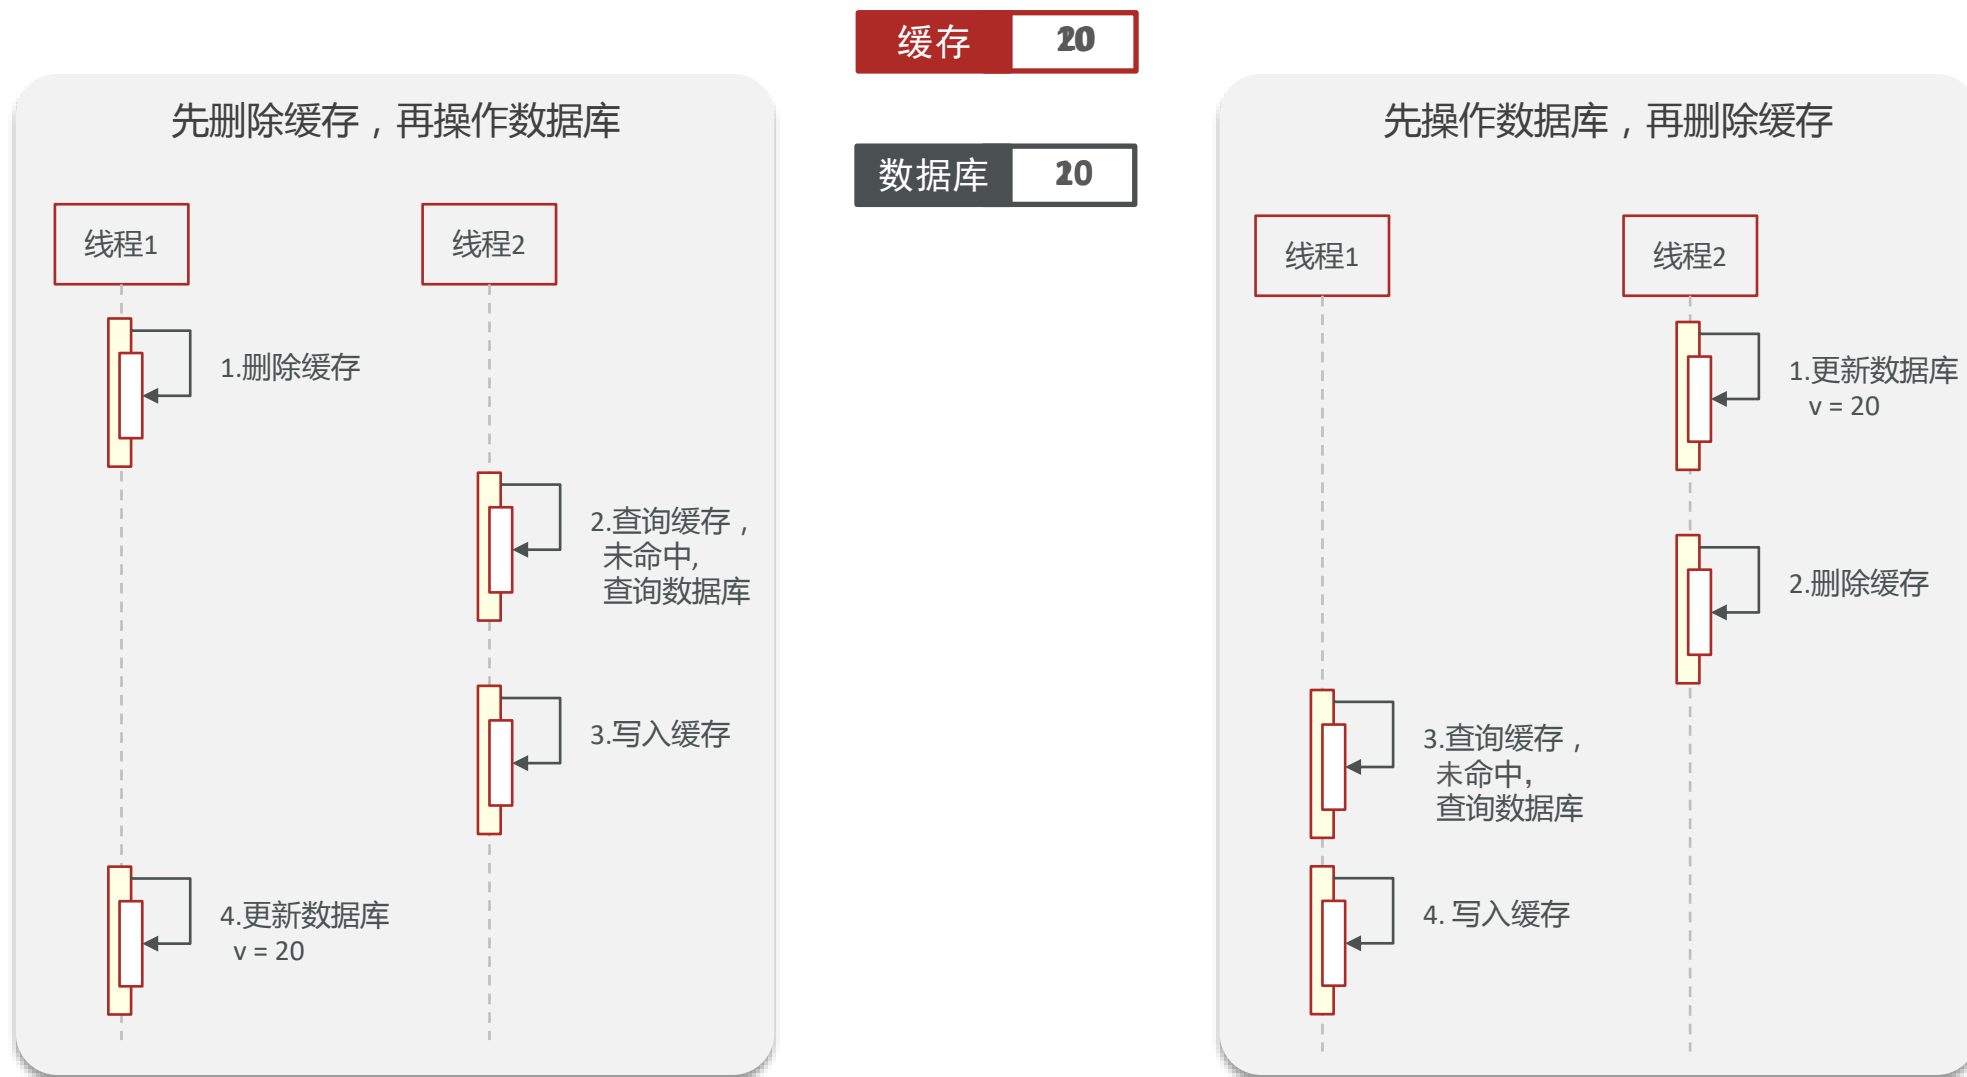 缓存
20
数据库
20
先删除缓存，再操作数据库
线程1
线程2
1.删除缓存
2.查询缓存，
未命中,
查询数据库
3.写入缓存
4.更新数据库
v = 20
先操作数据库，再删除缓存
线程1
线程2
1.更新数据库
v = 20
2.删除缓存
3.查询缓存，
未命中，
查询数据库
4. 写入缓存